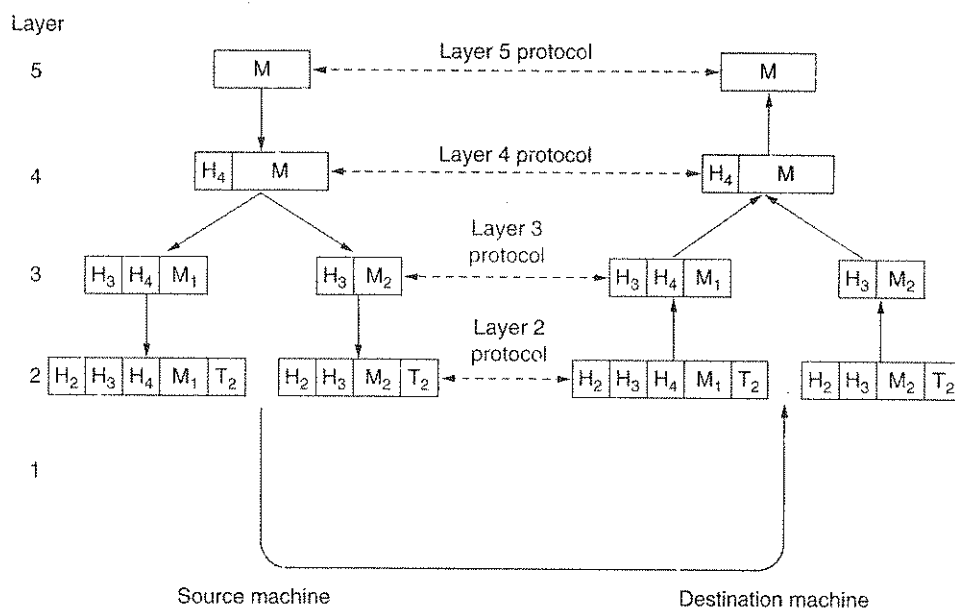 Layer
5 M Layer 5 protocol M
4 H₄ M Layer 4 protocol H₄ M
Layer 3
protocol
3 H₃ H₄ M₁ H₃ M₂ H₃ H₄ M₁ H₃ M₂
Layer 2
protocol
2 H₂ H₃ H₄ M₁ T₂ H₂ H₃ M₂ T₂ H₂ H₃ H₄ M₁ T₂ H₂ H₃ M₂ T₂
1
Source machine Destination machine